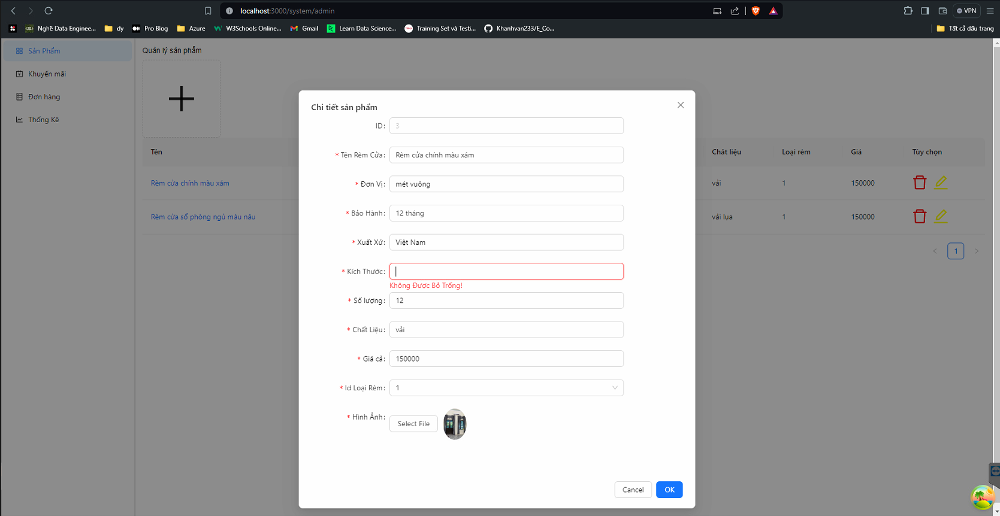 localhost:3000/system/admin
VPN
Nghề Data Enginee...
dy
Pro Blog
Azure
W3Schools Online...
Gmail
Learn Data Science...
Training Set và Testi...
Khanhvan233/E_Co...
Tất cả dấu trang
Sản Phẩm
Khuyến mãi
Đơn hàng
Thống Kê
Quản lý sản phẩm
Tên
Chất liệu
Loại rèm
Giá
Tùy chọn
Rèm cửa chính màu xám
vải
1
150000
Rèm cửa sổ phòng ngủ màu nâu
vải lụa
1
150000
1
Chi tiết sản phẩm
ID: 3
* Tên Rèm Cửa: Rèm cửa chính màu xám
* Đơn Vị: mét vuông
* Bảo Hành: 12 tháng
* Xuất Xứ: Việt Nam
* Kích Thước:
Không Được Bỏ Trống!
* Số lượng: 12
* Chất Liệu: vải
* Giá cả: 150000
* Id Loại Rèm: 1
* Hình Ảnh: Select File
Cancel
OK